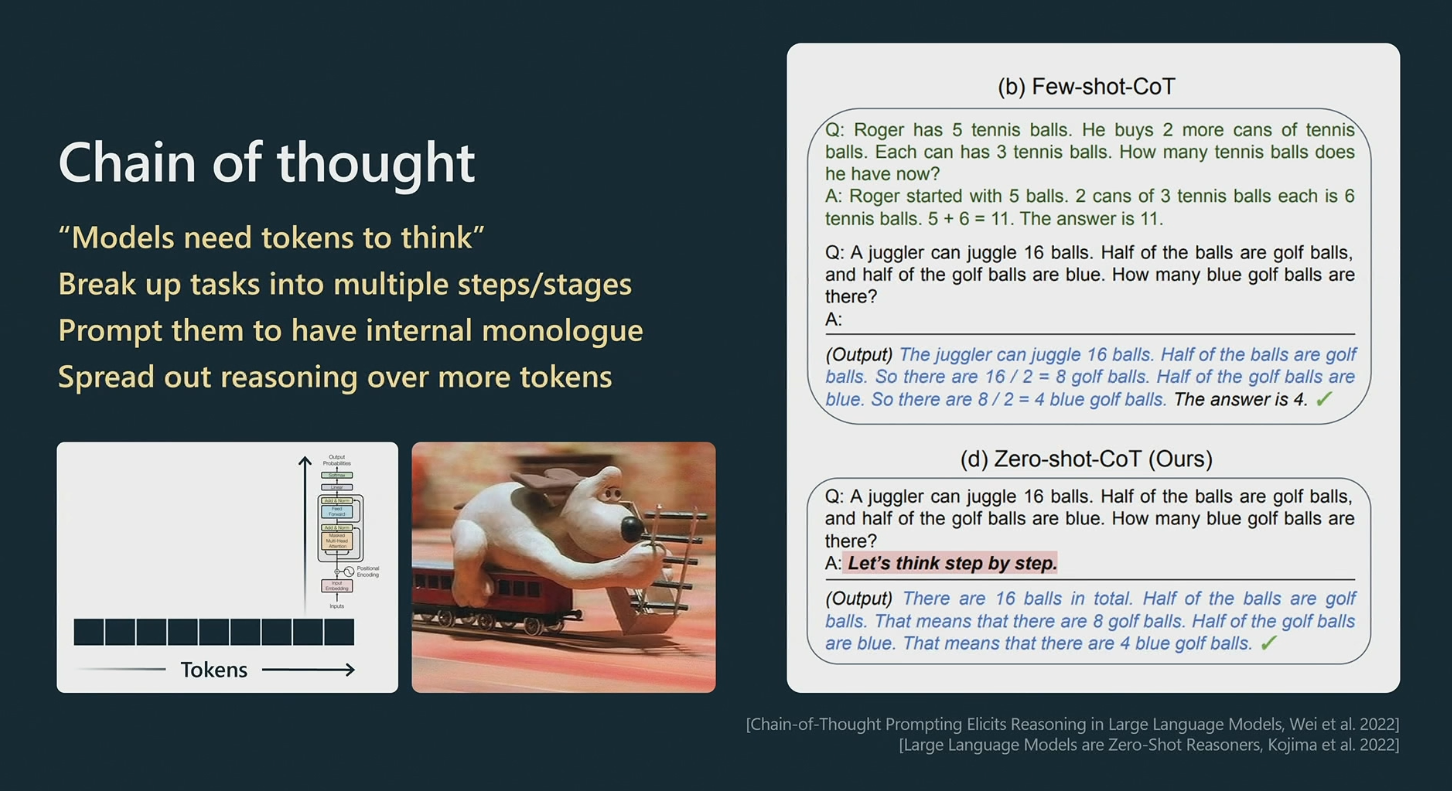 Chain of thought
“Models need tokens to think”
Break up tasks into multiple steps/stages
Prompt them to have internal monologue
Spread out reasoning over more tokens
Output
Probabilities
Softmax
Linear
Add & Norm
Feed
Forward
Add & Norm
Masked
Multi-Head
Attention
Positional
Encoding
Input
Embedding
Inputs
Tokens
(b) Few-shot-CoT
Q: Roger has 5 tennis balls. He buys 2 more cans of tennis
balls. Each can has 3 tennis balls. How many tennis balls does
he have now?
A: Roger started with 5 balls. 2 cans of 3 tennis balls each is 6
tennis balls. 5 + 6 = 11. The answer is 11.
Q: A juggler can juggle 16 balls. Half of the balls are golf balls,
and half of the golf balls are blue. How many blue golf balls are
there?
A:
(Output) The juggler can juggle 16 balls. Half of the balls are golf
balls. So there are 16 / 2 = 8 golf balls. Half of the golf balls are
blue. So there are 8 / 2 = 4 blue golf balls. The answer is 4. ✓
(d) Zero-shot-CoT (Ours)
Q: A juggler can juggle 16 balls. Half of the balls are golf balls,
and half of the golf balls are blue. How many blue golf balls are
there?
A: Let’s think step by step.
(Output) There are 16 balls in total. Half of the balls are golf
balls. That means that there are 8 golf balls. Half of the golf balls
are blue. That means that there are 4 blue golf balls. ✓
[Chain-of-Thought Prompting Elicits Reasoning in Large Language Models, Wei et al. 2022]
[Large Language Models are Zero-Shot Reasoners, Kojima et al. 2022]